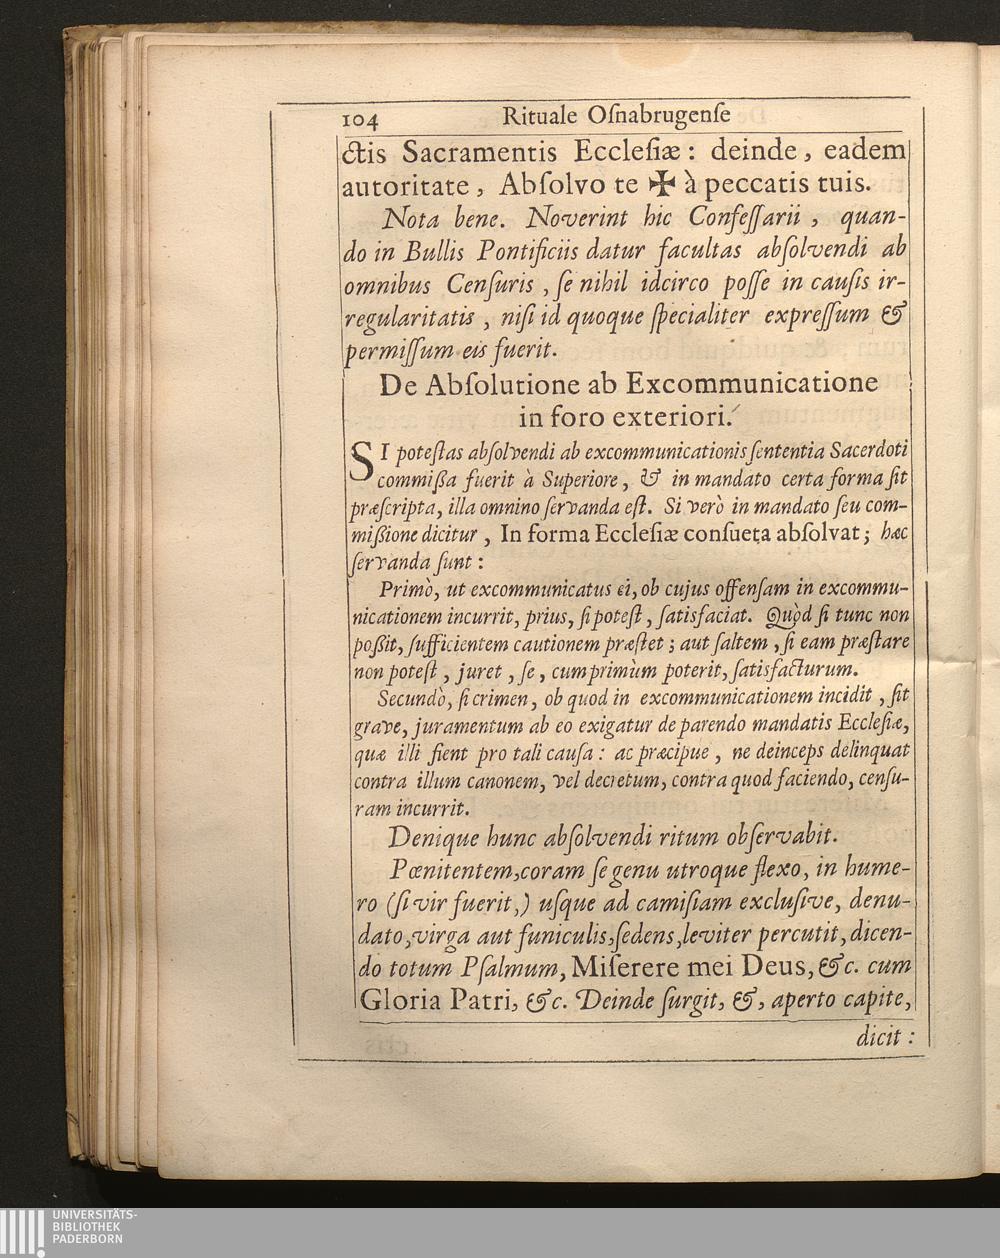 104 Rituale Oſnabrugenſe
ctis Sacramentis Eccleſiæ: deinde, eadem
autoritate, Abſolvo te ✠ à peccatis tuis.
Nota bene. Noverint hic Confeſſarii, quan-
do in Bullis Pontificiis datur facultas abſolvendi ab
omnibus Cenſuris, ſe nihil idcirco poſſe in cauſis ir-
regularitatis, niſi id quoque ſpecialiter expreſſum &
permiſſum eis fuerit.
De Abſolutione ab Excommunicatione
in foro exteriori.
SI poteſtas abſolvendi ab excommunicationis ſententia Sacerdoti
commißa fuerit à Superiore, & in mandato certa forma ſit
præſcripta, illa omnino ſervanda eſt. Si verò in mandato ſeu com-
mißione dicitur, In forma Eccleſiæ conſueta abſolvat; hæc
ſervanda ſunt:
Primò, ut excommunicatus ei, ob cujus offenſam in excommu-
nicationem incurrit, prius, ſi poteſt, ſatisfaciat. Quòd ſi tunc non
poßit, ſufficientem cautionem præſtet; aut ſaltem, ſi eam præſtare
non poteſt, juret, ſe, cumprimùm poterit, ſatisfacturum.
Secundò, ſi crimen, ob quod in excommunicationem incidit, ſit
grave, juramentum ab eo exigatur de parendo mandatis Eccleſiæ,
quæ illi fient pro tali cauſa: ac præcipue, ne deinceps delinquat
contra illum canonem, vel decretum, contra quod faciendo, cenſu-
ram incurrit.
Denique hunc abſolvendi ritum obſervabit.
Pœnitentem, coram ſe genu utroque flexo, in hume-
ro (ſi vir fuerit,) uſque ad camiſiam excluſive, denu-
dato, virga aut funiculis, ſedens, leviter percutit, dicen-
do totum Pſalmum, Miſerere mei Deus, &c. cum
Gloria Patri, &c. Deinde ſurgit, &, aperto capite,
dicit:
UNIVERSITÄTS-
BIBLIOTHEK
PADERBORN